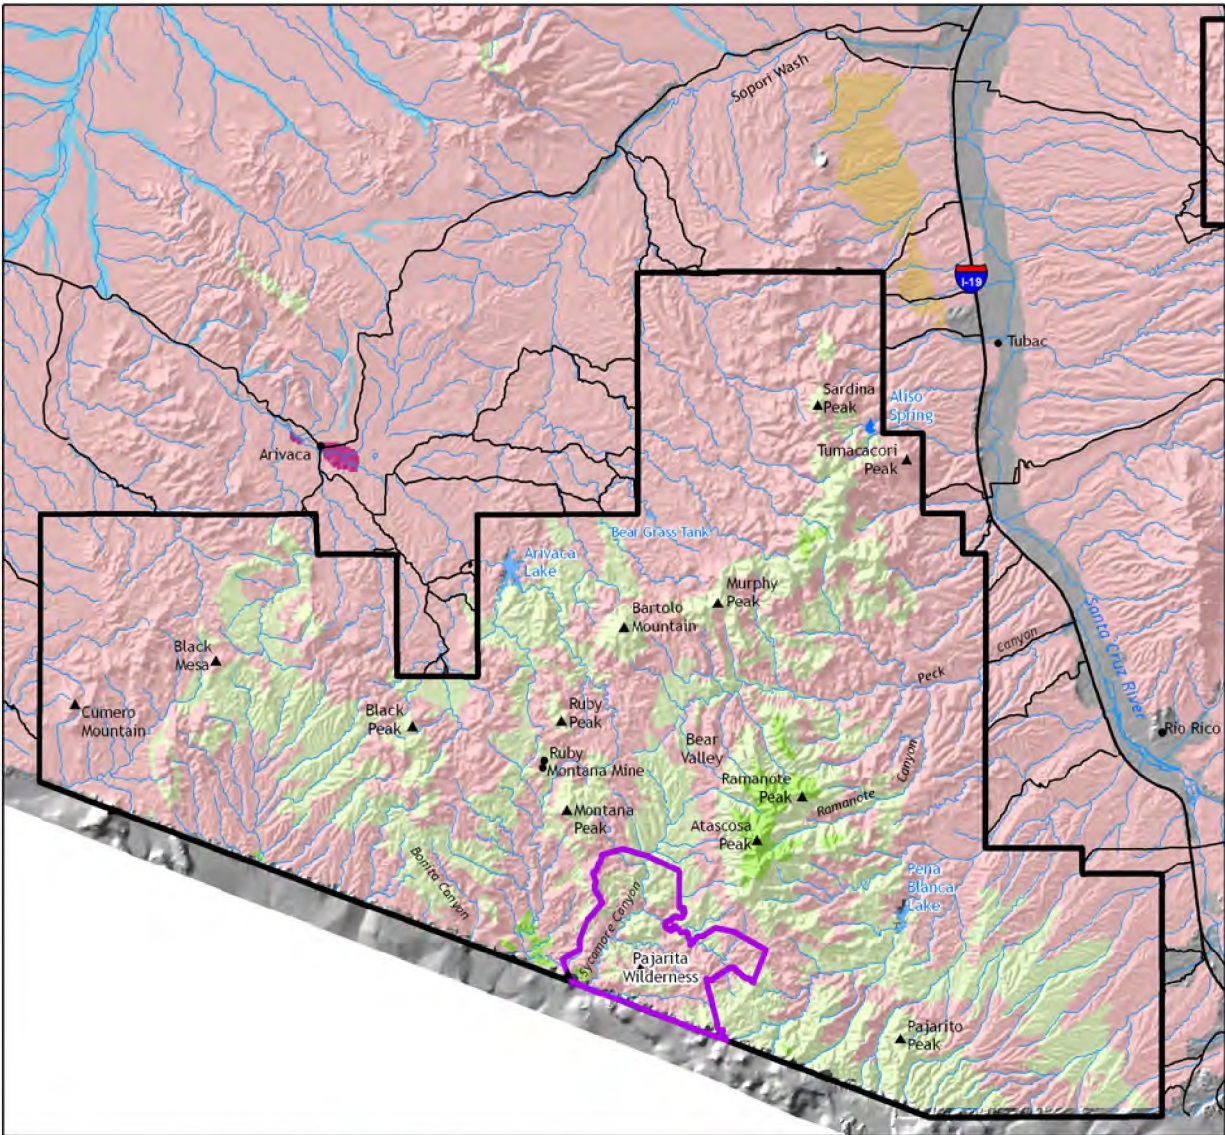 Sopori Wash
I-19
Tubac
Sardina
Peak
Aliso
Spring
Arivaca
Tumacacori
Peak
Bear Grass Tank
Arivaca
Lake
Murphy
Peak
Bartolo
Mountain
Santa Cruz River
Canyon
Peck
Black
Mesa
Cumero
Mountain
Black
Peak
Ruby
Peak
Rio Rico
Bear
Valley
Ruby
Montana Mine
Ramanote
Peak
Canyon
Ramanote
Montana
Peak
Atascosa
Peak
Bonita Canyon
Pena
Blanca
Lake
Sycamore Canyon
Pajarita
Wilderness
Pajarito
Peak